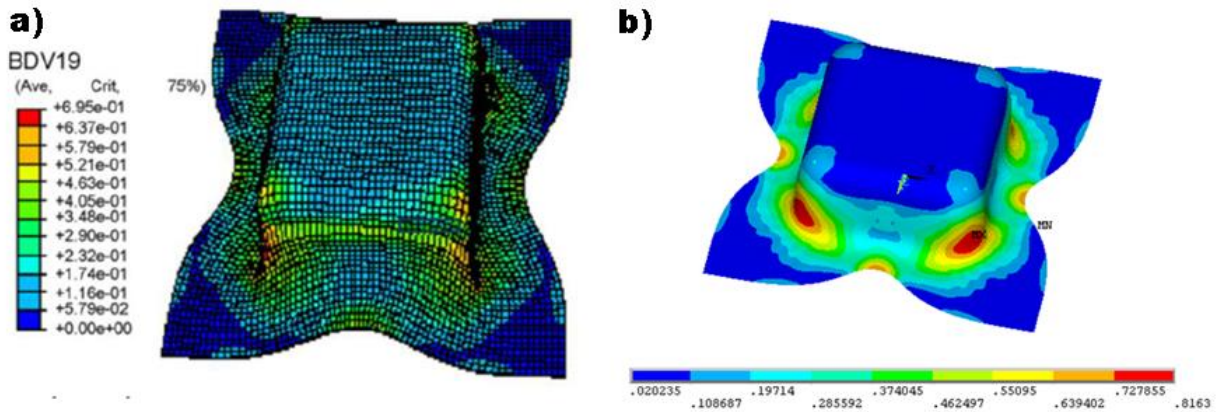 a)
BDV19
(Ave, Crit, 75%)
+6.95e-01
+6.37e-01
+5.79e-01
+5.21e-01
+4.63e-01
+4.05e-01
+3.48e-01
+2.90e-01
+2.32e-01
+1.74e-01
+1.16e-01
+5.79e-02
+0.00e+00
b)
MX
MN
.020235 .19714 .374045 .55095 .727855
.108687 .285592 .462497 .639402 .8163